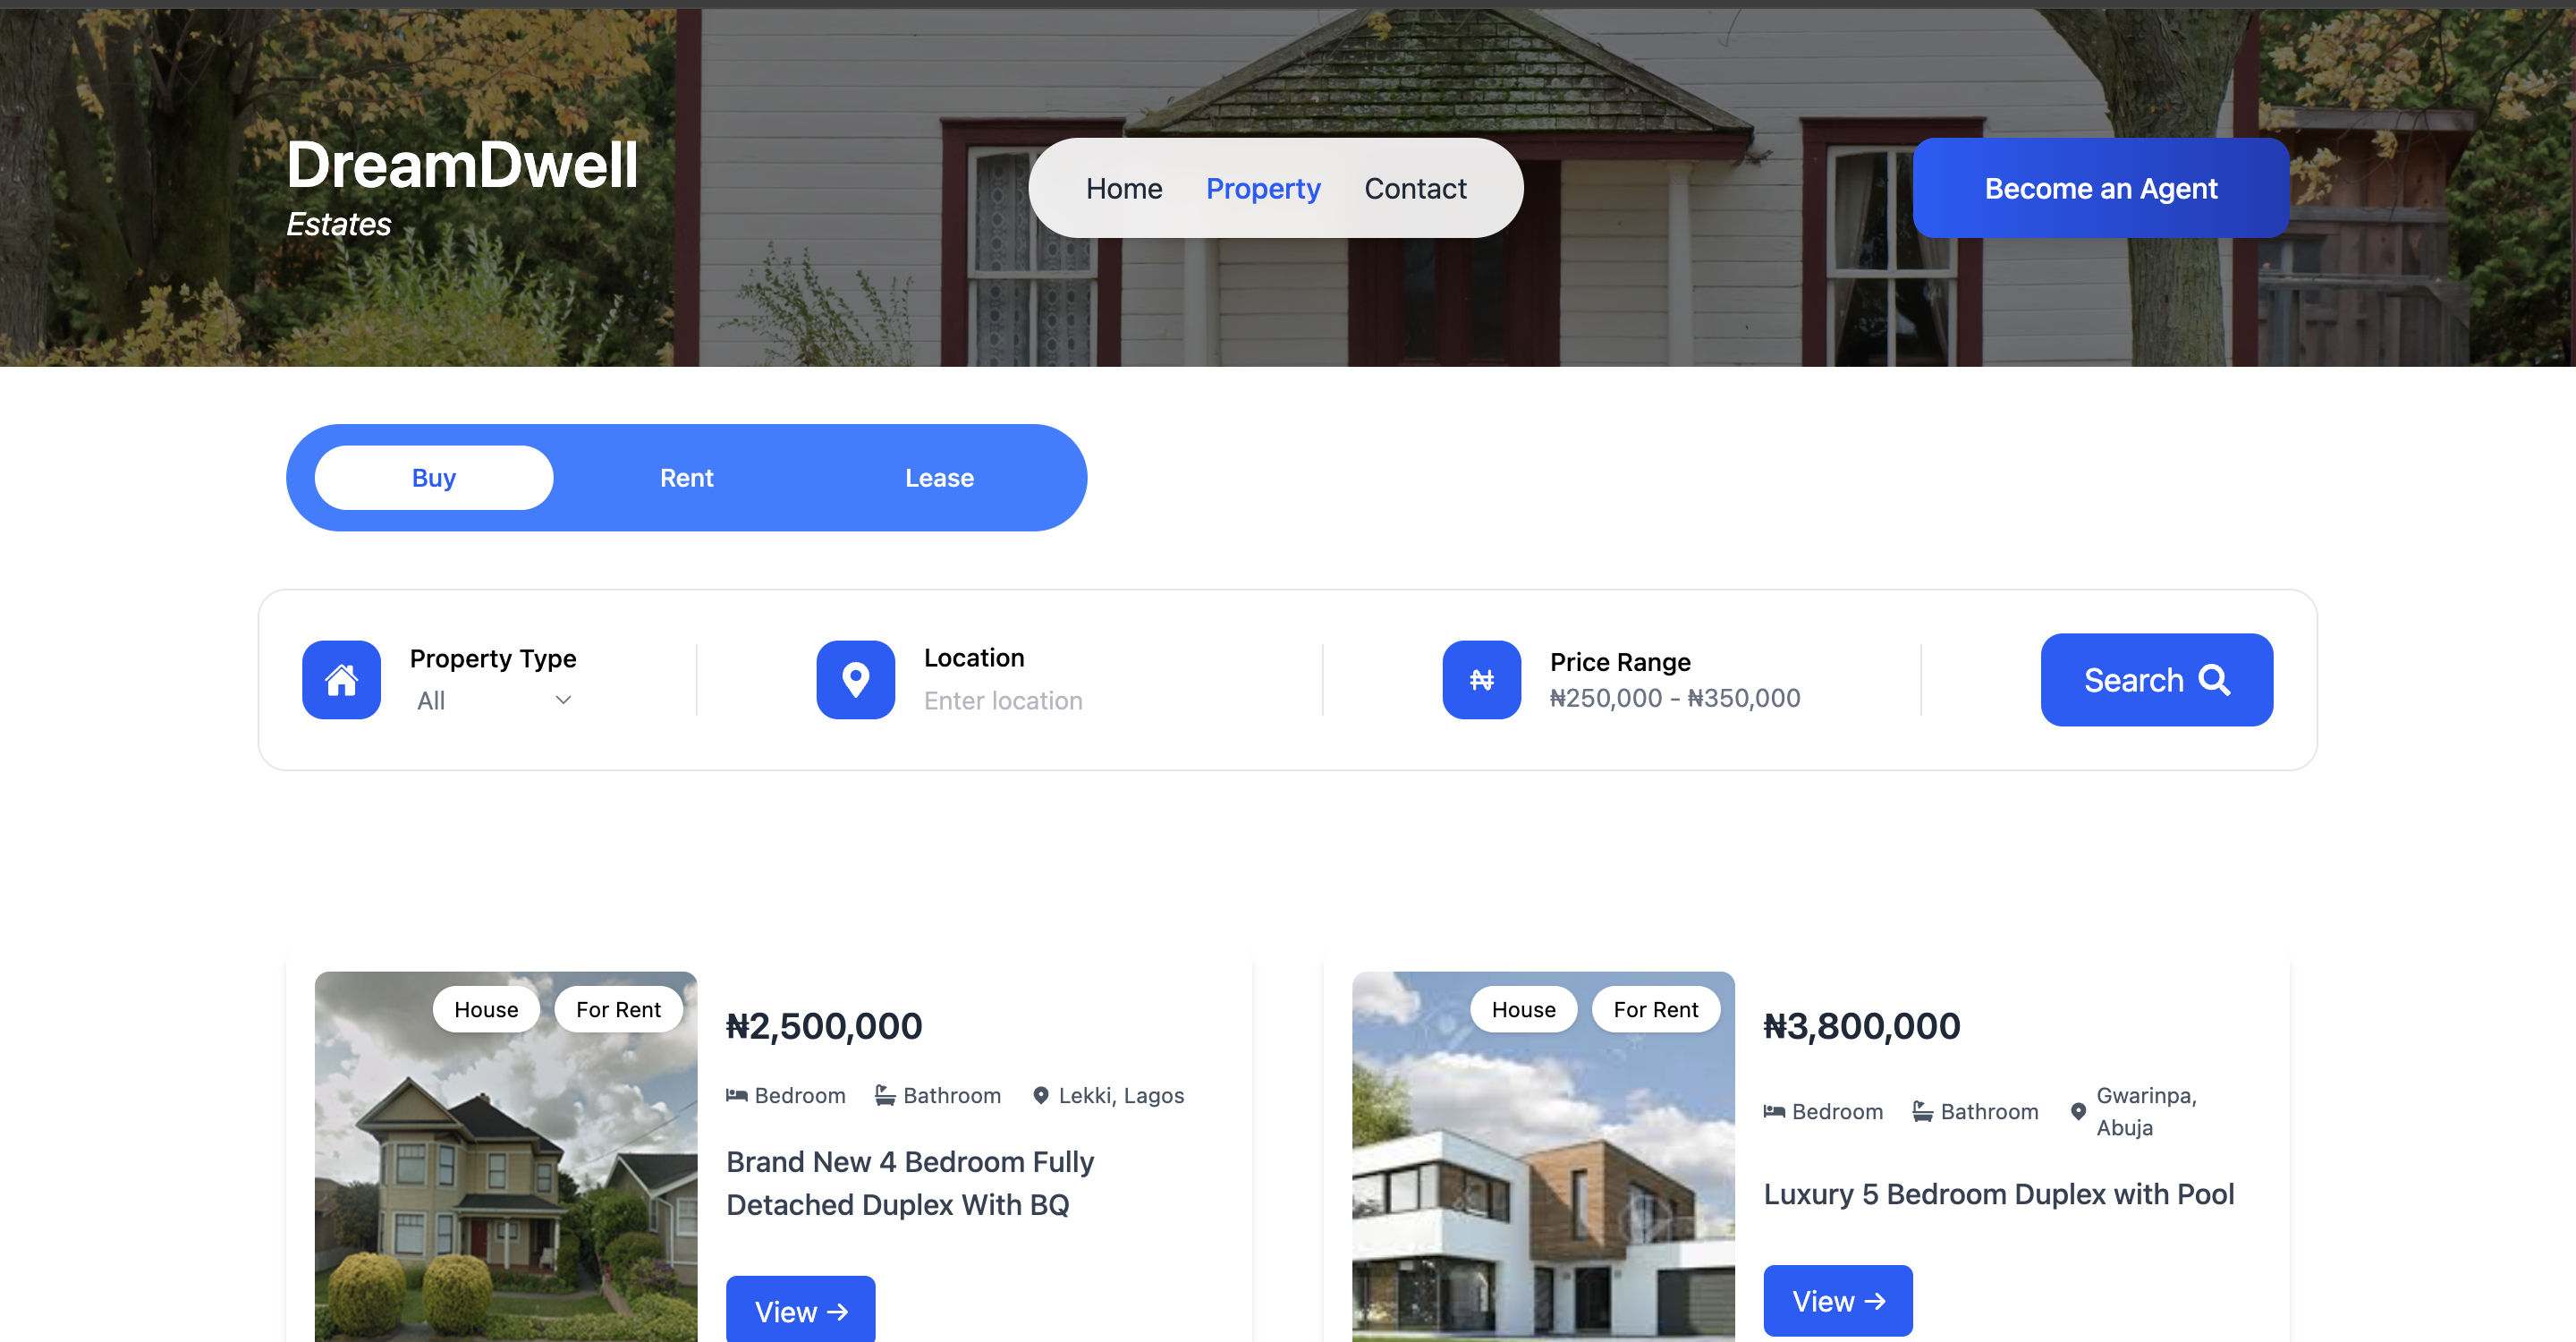 DreamDwell
Estates
Home Property Contact
Become an Agent
Buy Rent Lease
Property Type
All
Location
Enter location
Price Range
₦250,000 - ₦350,000
Search
House For Rent
₦2,500,000
Bedroom Bathroom Lekki, Lagos
Brand New 4 Bedroom Fully
Detached Duplex With BQ
View →
House For Rent
₦3,800,000
Bedroom Bathroom Gwarinpa,
Abuja
Luxury 5 Bedroom Duplex with Pool
View →